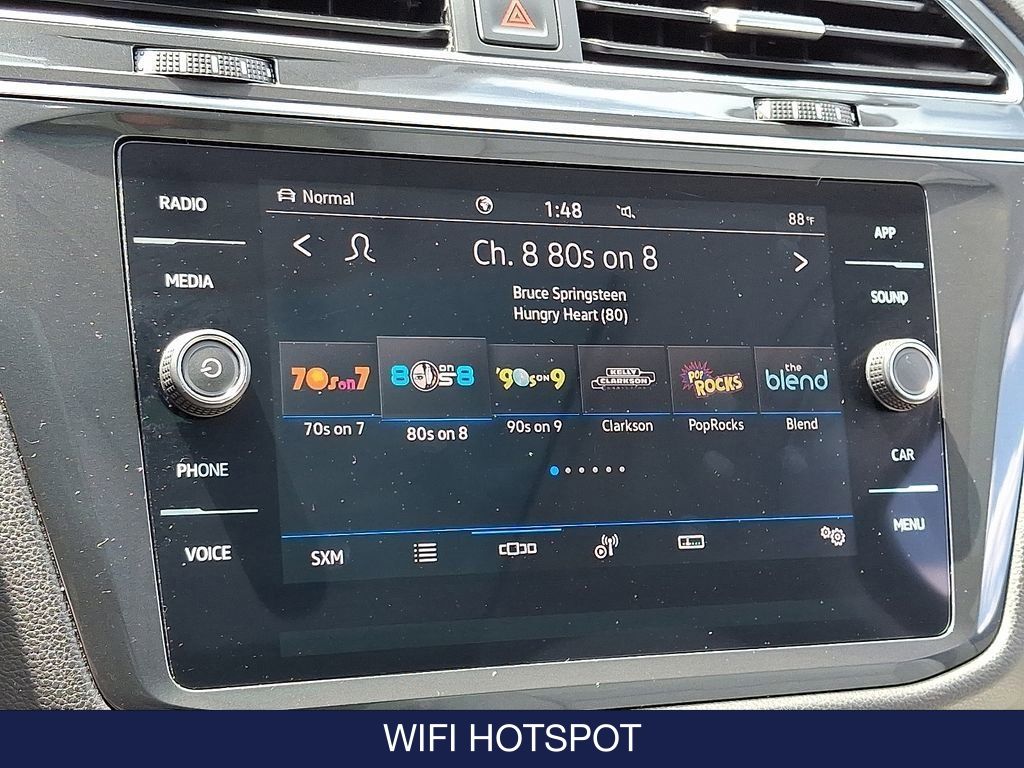 RADIO
MEDIA
PHONE
VOICE
Normal
1:48
88°F
Ch. 8 80s on 8
Bruce Springsteen
Hungry Heart (80)
70s on 7
80s on 8
'90s ON 9
KELLY
CLARKSON
POP
ROCKS
the
blend
70s on 7
80s on 8
90s on 9
Clarkson
PopRocks
Blend
SXM
APP
SOUND
CAR
MENU
WIFI HOTSPOT